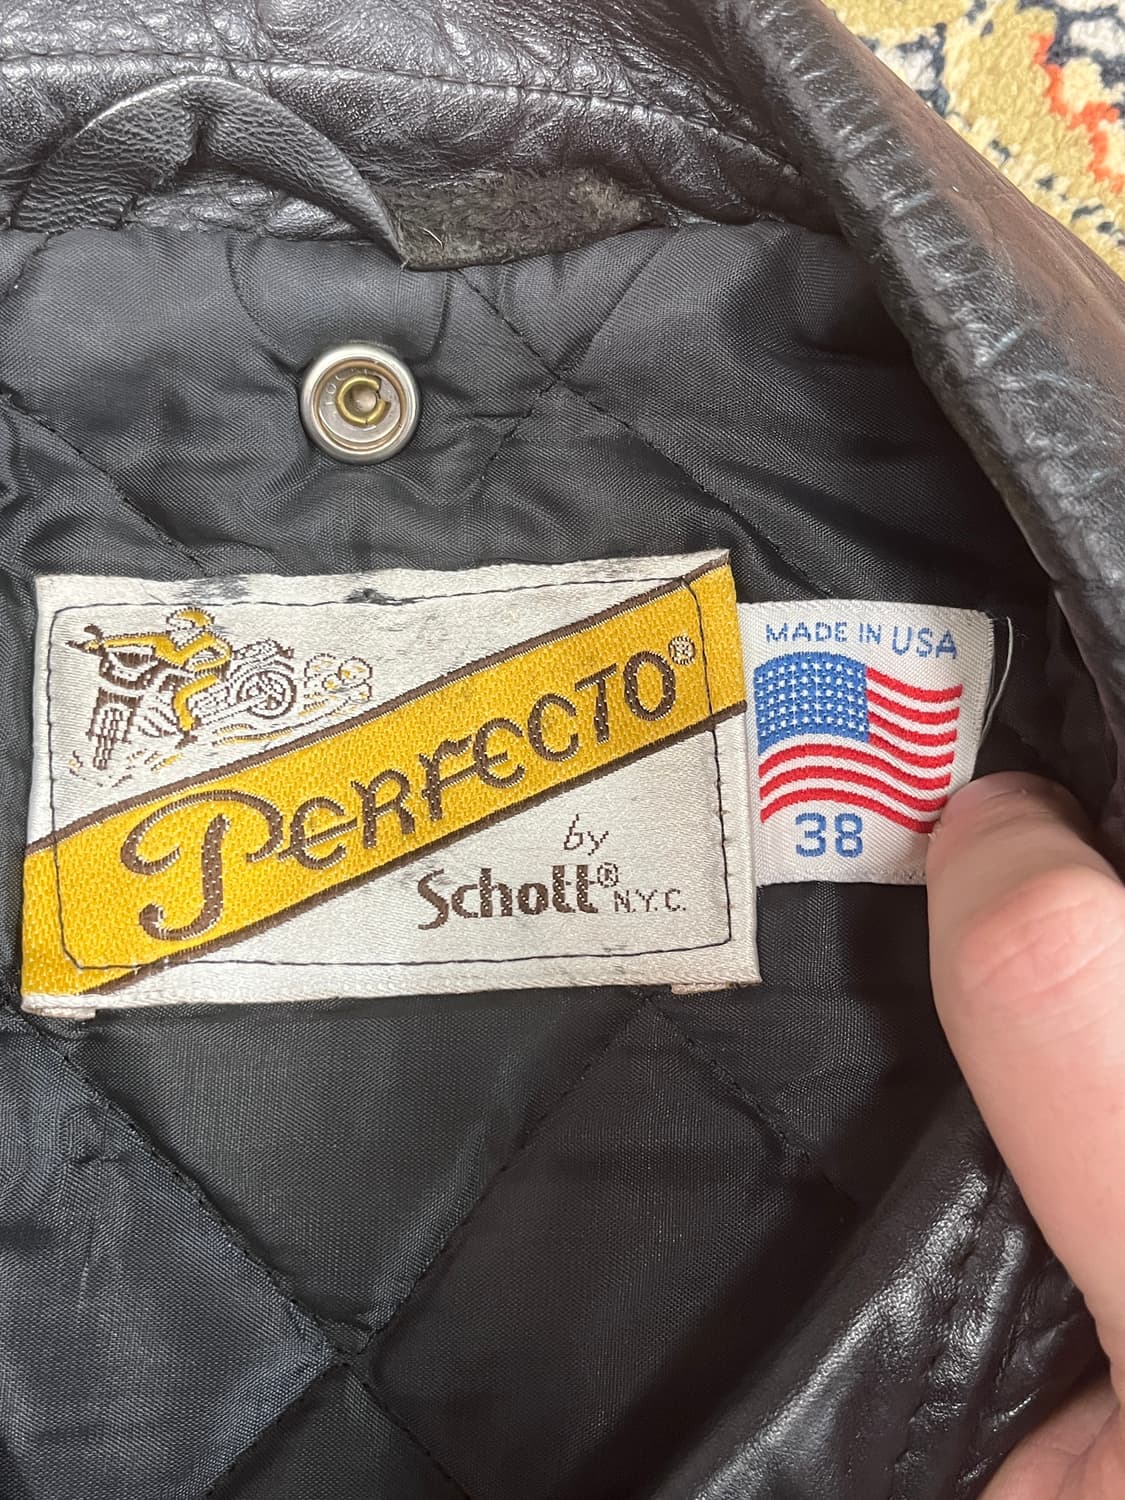 PERFECTO®
by
Schott® N.Y.C.
MADE IN USA
38